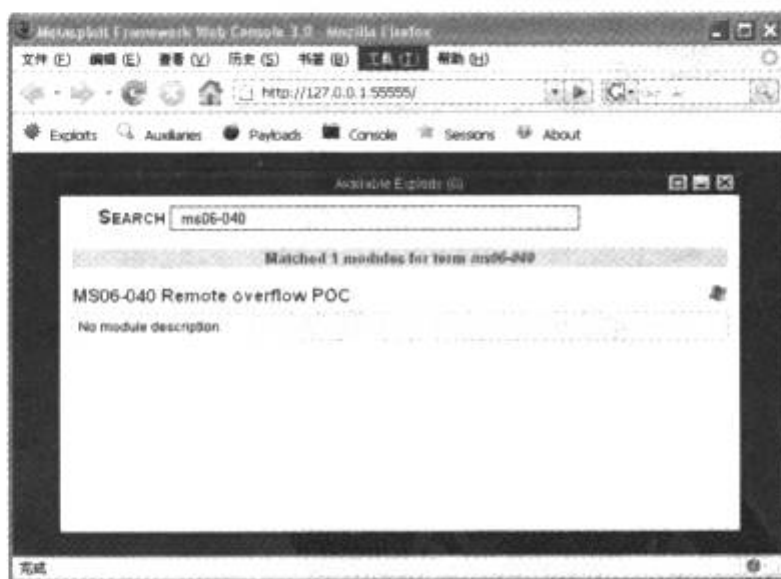 Metasploit Framework Web Console 3.0 - Mozilla Firefox
文件(F) 编辑(E) 查看(V) 历史(S) 书签(B) 工具(T) 帮助(H)
http://127.0.0.1:55555/
Exploits Auxiliaries Payloads Console Sessions About
Available Exploits
SEARCH ms06-040
Matched 1 modules for term ms06-040
MS06-040 Remote overflow POC
No module description
完成